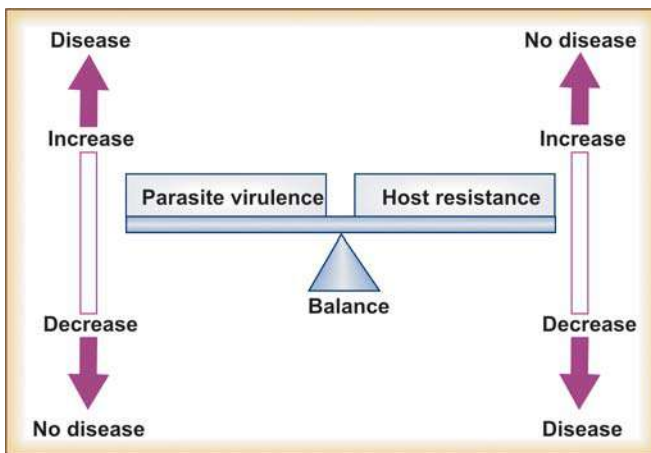 Disease
No disease
Increase
Increase
Parasite virulence
Host resistance
Balance
Decrease
Decrease
No disease
Disease